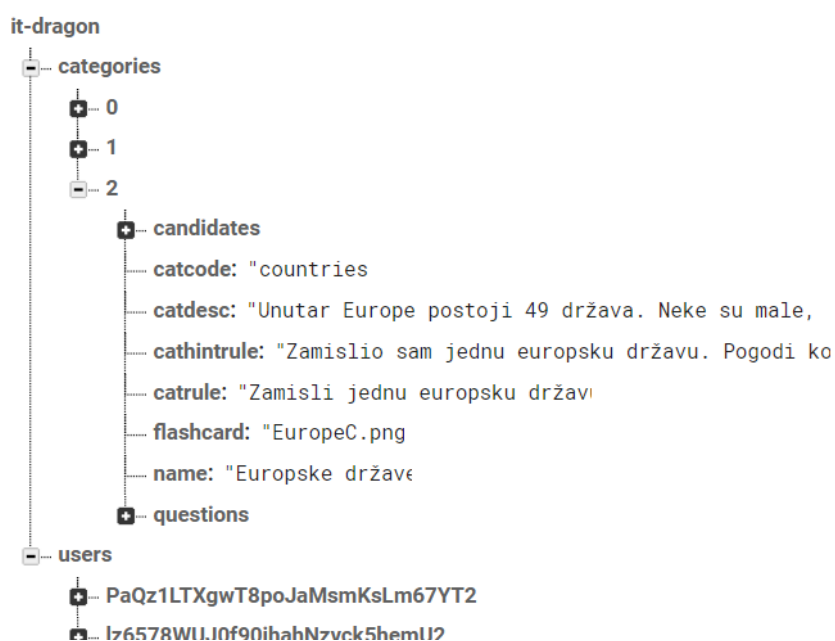 it-dragon
categories
0
1
2
candidates
catcode: "countries
catdesc: "Unutar Europe postoji 49 država. Neke su male,
cathintrule: "Zamislio sam jednu europsku državu. Pogodi ko
catrule: "Zamisli jednu europsku državu
flashcard: "EuropeC.png
name: "Europske države
questions
users
PaQz1LTXgwT8poJaMsmKsLm67YT2